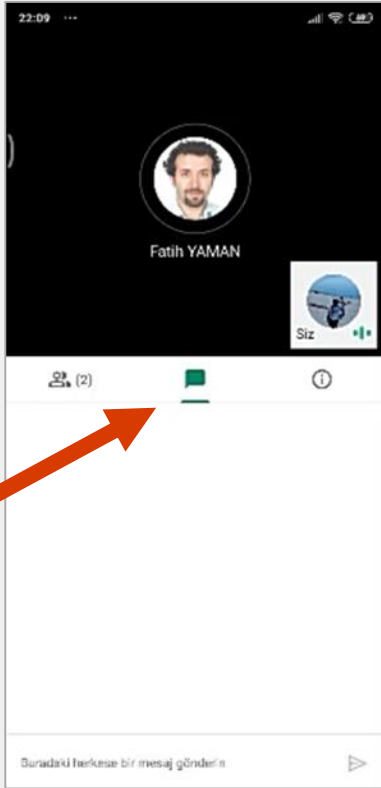 22:09 ...
Fatih YAMAN
Siz
(2)
Buradaki herkese bir mesaj gönderin